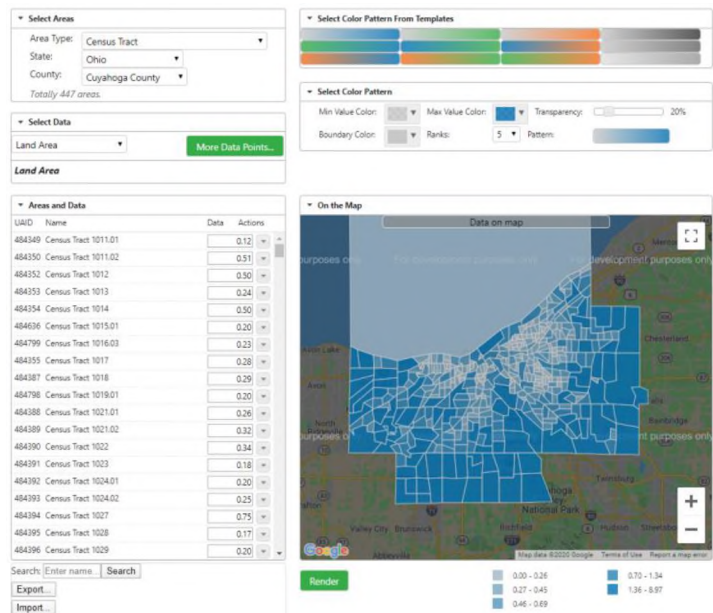 Select Areas
Area Type: Census Tract
State: Ohio
County: Cuyahoga County
Totally 447 areas.
Select Data
Land Area
More Data Points...
Land Area
Select Color Pattern From Templates
Select Color Pattern
Min Value Color: Max Value Color: Transparency: 20%
Boundary Color: Ranks: 5 Pattern:
Areas and Data
UAID Name Data Actions
484349 Census Tract 1011.01 0.12
484350 Census Tract 1011.02 0.51
484352 Census Tract 1012 0.50
484353 Census Tract 1013 0.24
484354 Census Tract 1014 0.50
484636 Census Tract 1015.01 0.20
484799 Census Tract 1016.03 0.23
484355 Census Tract 1017 0.28
484387 Census Tract 1018 0.29
484798 Census Tract 1019.01 0.20
484388 Census Tract 1021.01 0.26
484389 Census Tract 1021.02 0.32
484390 Census Tract 1022 0.34
484391 Census Tract 1023 0.18
484392 Census Tract 1024.01 0.20
484393 Census Tract 1024.02 0.25
484394 Census Tract 1027 0.75
484395 Census Tract 1028 0.17
484396 Census Tract 1029 0.20
Search: Enter name... Search
Export...
Import...
On the Map
Data on map
purposes only For development purposes only For development purposes only
Chesterland
Avon Lake
Avon
Bainbridge
North
purposes o nt purposes only
Twinsburg
National Park
Valley City Brunswick Richfield Hudson Streetsbo
Abbeyville
Google
Map data ©2020 Google Terms of Use Report a map error
Render
0.00 - 0.26 0.70 - 1.34
0.27 - 0.45 1.36 - 8.97
0.46 - 0.69